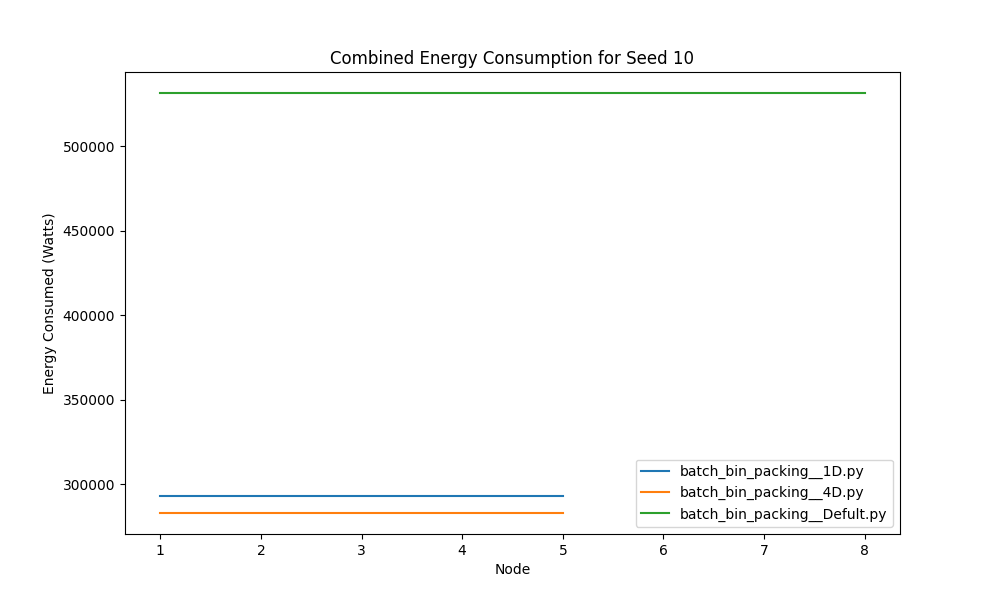 Combined Energy Consumption for Seed 10
Energy Consumed (Watts)
500000
450000
400000
350000
300000
batch_bin_packing__1D.py
batch_bin_packing__4D.py
batch_bin_packing__Defult.py
1 2 3 4 5 6 7 8
Node